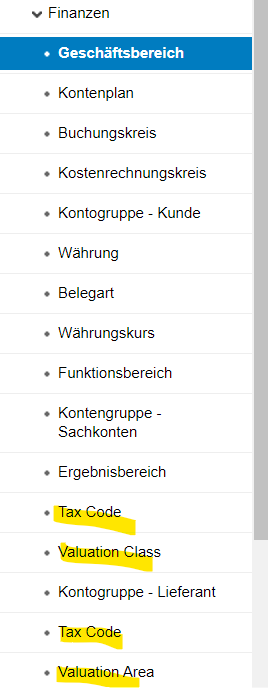 Finanzen
Geschäftsbereich
Kontenplan
Buchungskreis
Kostenrechnungskreis
Kontogruppe - Kunde
Währung
Belegart
Währungskurs
Funktionsbereich
Kontengruppe -
Sachkonten
Ergebnisbereich
Tax Code
Valuation Class
Kontogruppe - Lieferant
Tax Code
Valuation Area